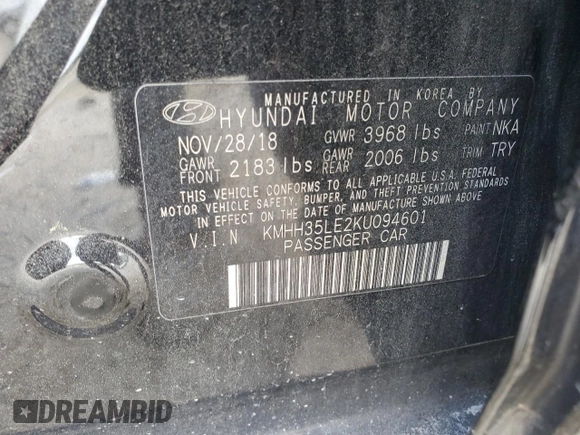 MANUFACTURED IN KOREA BY
HYUNDAI MOTOR COMPANY
NOV/28/18 GVWR 3968 lbs PAINT NKA
GAWR FRONT 2183 lbs GAWR REAR 2006 lbs TRIM TRY
THIS VEHICLE CONFORMS TO ALL APPLICABLE U.S.A. FEDERAL
MOTOR VEHICLE SAFETY, BUMPER, AND THEFT PREVENTION STANDARDS
IN EFFECT ON THE DATE OF MANUFACTURE SHOWN ABOVE
V.I.N KMHH35LE2KU094601
PASSENGER CAR
DREAMBID